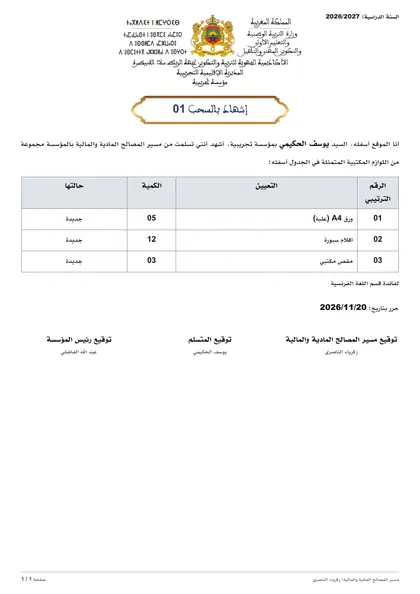 السنة الدراسية: 2026/2027
المملكة المغربية
وزارة التربية الوطنية
والتعليم الأولي والرياضة
الأكاديمية الجهوية للتربية والتكوين لجهة الرباط سلا القنيطرة
المديرية الإقليمية التجريبية
مؤسسة تجريبية
إشهاد بالسحب 01
أنا الموقع أسفله، السيد يوسف الحكيمي بمؤسسة تجريبية، أشهد أنني تسلمت من مسير المصالح المادية والمالية بالمؤسسة مجموعة
من اللوازم المكتبية المتمثلة في الجدول أسفله:
الرقم الترتيبي التعيين الكمية حالتها
01 ورق A4 (علبة) 05 جديدة
02 أقلام سبورة 12 جديدة
03 مقص مكتبي 03 جديدة
لفائدة قسم اللغة الفرنسية
حرر بتاريخ: 2026/11/20
توقيع مسير المصالح المادية والمالية توقيع المتسلم توقيع رئيس المؤسسة
زكرياء الناصري يوسف الحكيمي عبد الله الفاضلي
مسير المصالح المادية والمالية: زكرياء الناصري صفحة 1 / 1